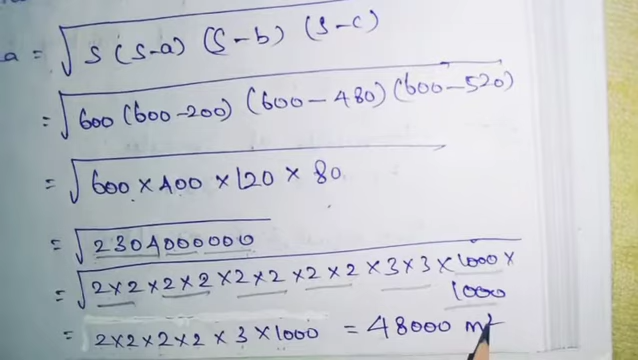 a = √s (s-a) (s-b) (s-c)
= √600 (600-200) (600-480) (600-520)
= √600 × 400 × 120 × 80
= √2304000000
= √2×2 × 2×2 × 2×2 × 2×2 × 3×3 × 1000 ×
1000
= 2×2×2×2 × 3 × 1000 = 48000 m²